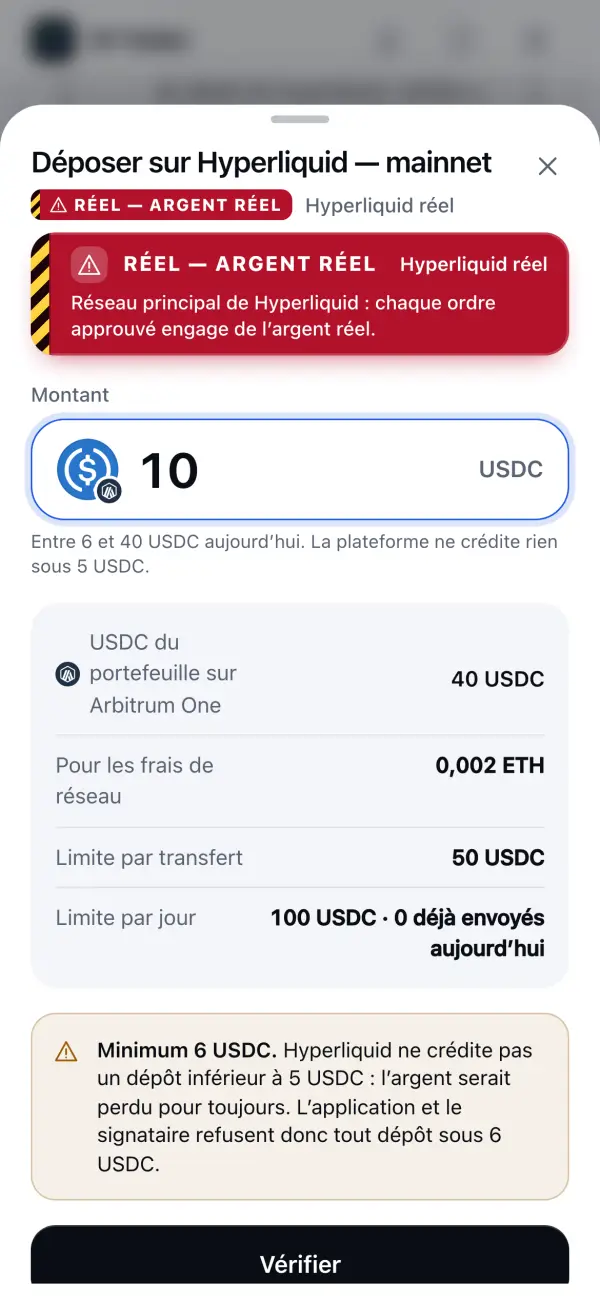 Déposer sur Hyperliquid — mainnet
RÉEL — ARGENT RÉEL Hyperliquid réel
RÉEL — ARGENT RÉEL Hyperliquid réel
Réseau principal de Hyperliquid : chaque ordre
approuvé engage de l’argent réel.
Montant
10 USDC
Entre 6 et 40 USDC aujourd’hui. La plateforme ne crédite rien
sous 5 USDC.
USDC du
portefeuille sur
Arbitrum One
40 USDC
Pour les frais de
réseau
0,002 ETH
Limite par transfert 50 USDC
Limite par jour 100 USDC · 0 déjà envoyés
aujourd’hui
Minimum 6 USDC. Hyperliquid ne crédite pas
un dépôt inférieur à 5 USDC : l’argent serait
perdu pour toujours. L’application et le
signataire refusent donc tout dépôt sous 6
USDC.
Vérifier